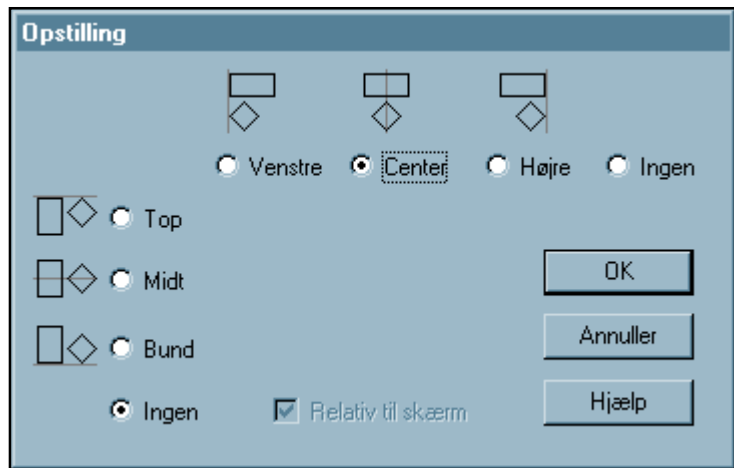 Opstilling
Venstre Center Højre Ingen
Top
Midt
OK
Bund
Annuller
Ingen
Relativ til skærm
Hjælp